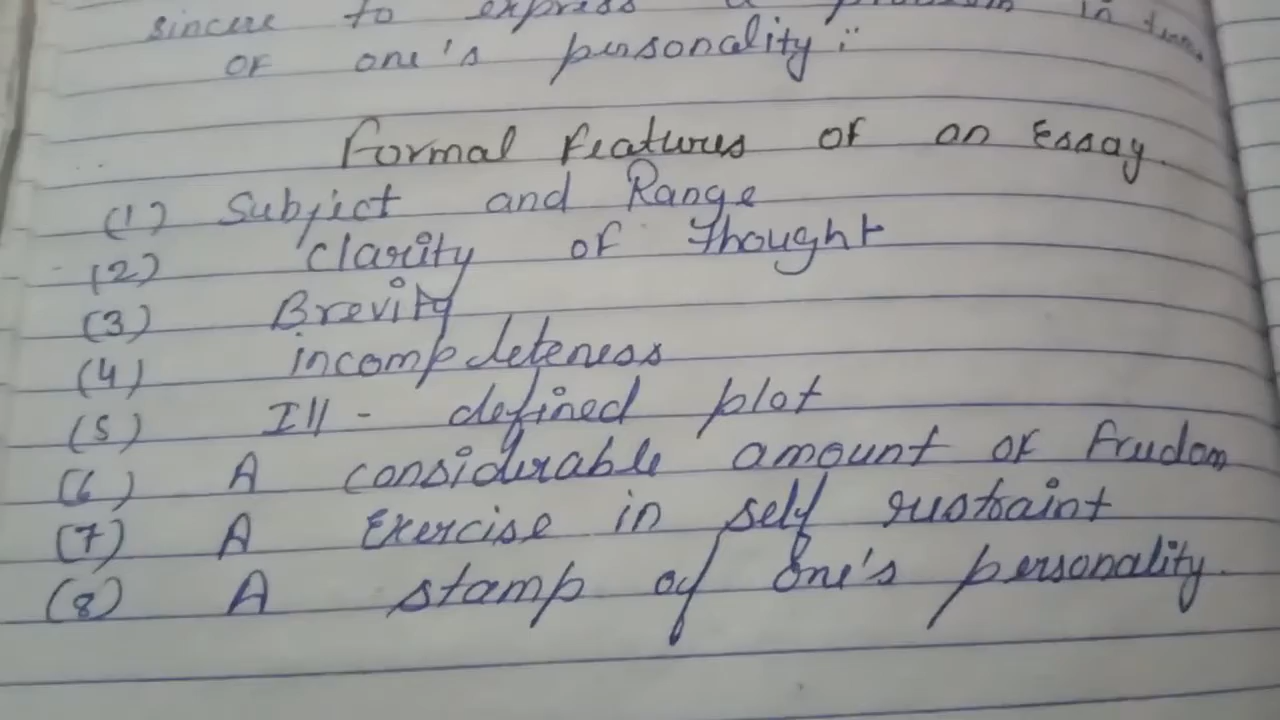 sincere to express a problem in
of one's personality :-
Formal Features of an Essay
(1) Subject and Range
(2) Clarity of Thought
(3) Brevity
(4) incompleteness
(5) Ill - defined plot
(6) A considerable amount of Freedom
(7) A Exercise in self restraint
(8) A stamp of one's personality.